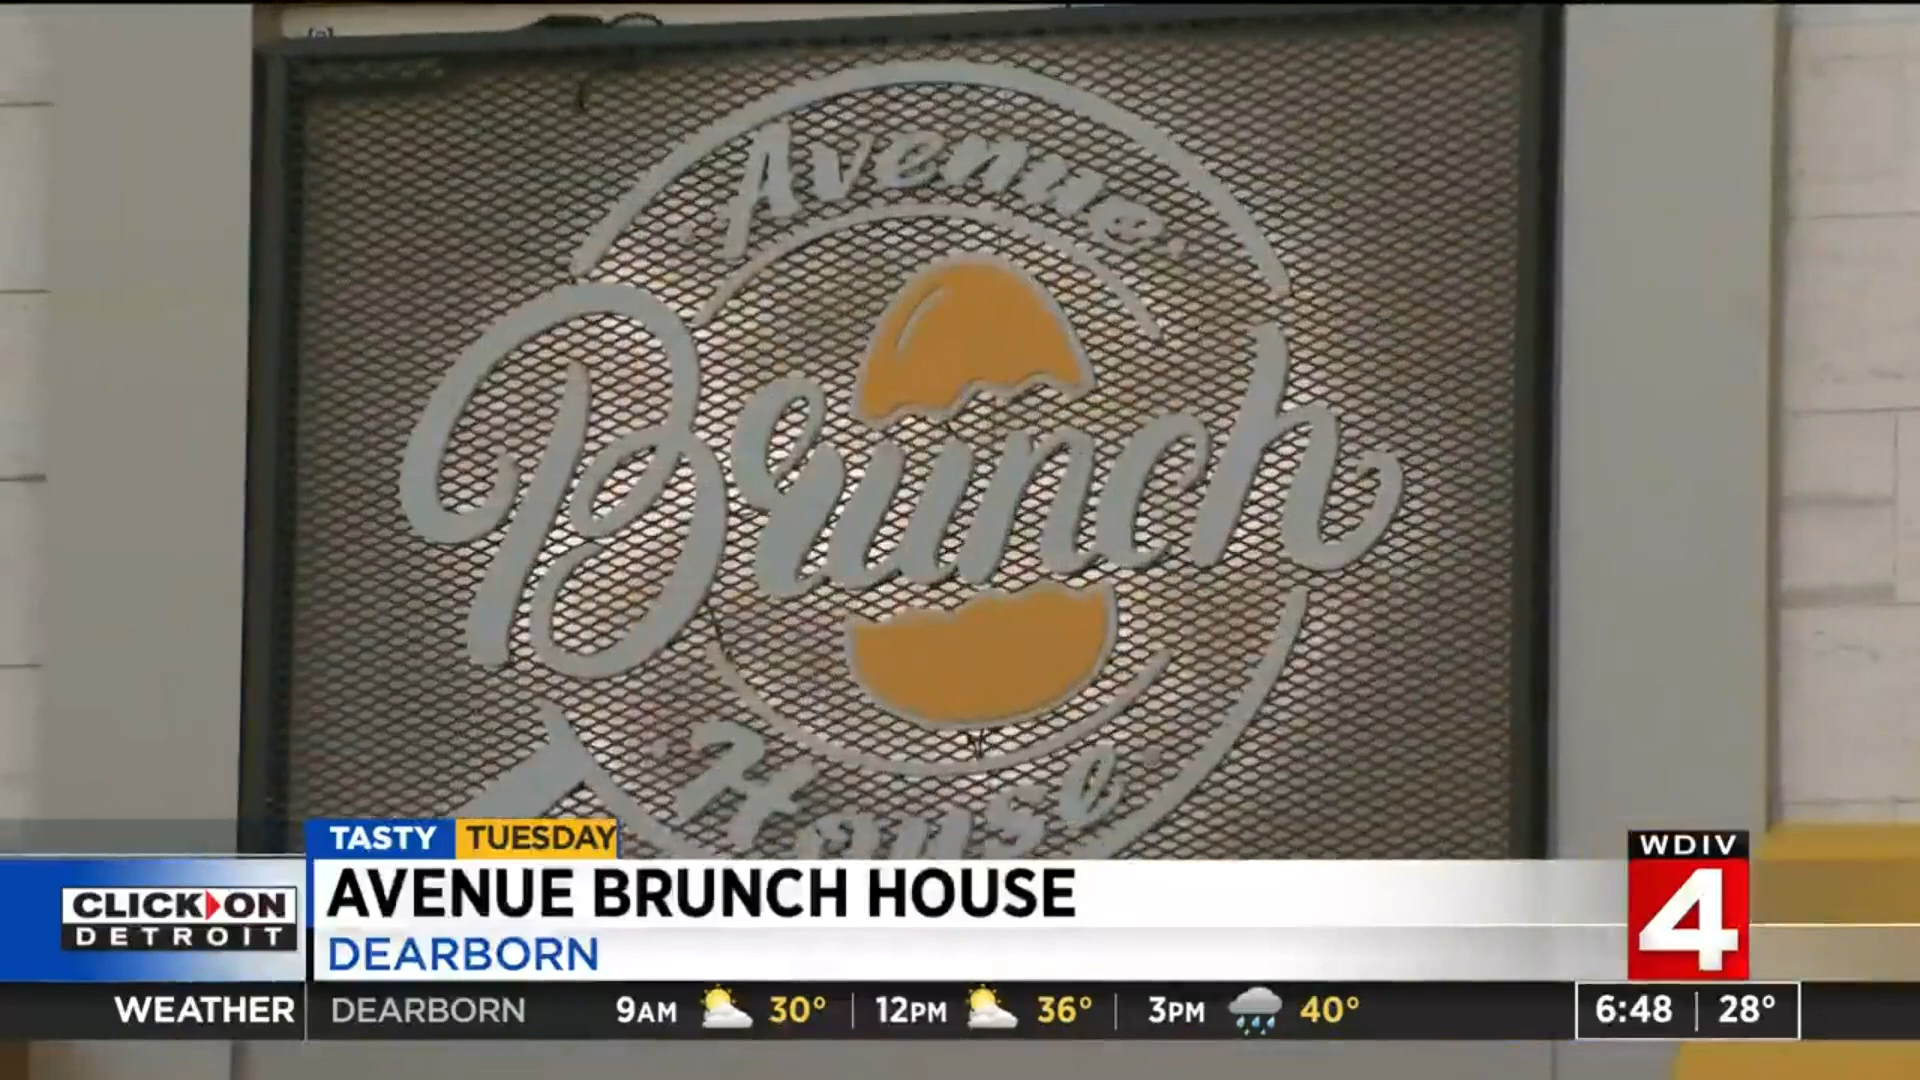 Avenue
Brunch
House
TASTY TUESDAY
AVENUE BRUNCH HOUSE
DEARBORN
CLICK ON
DETROIT
WDIV
4
WEATHER DEARBORN 9AM 30° 12PM 36° 3PM 40° 6:48 28°